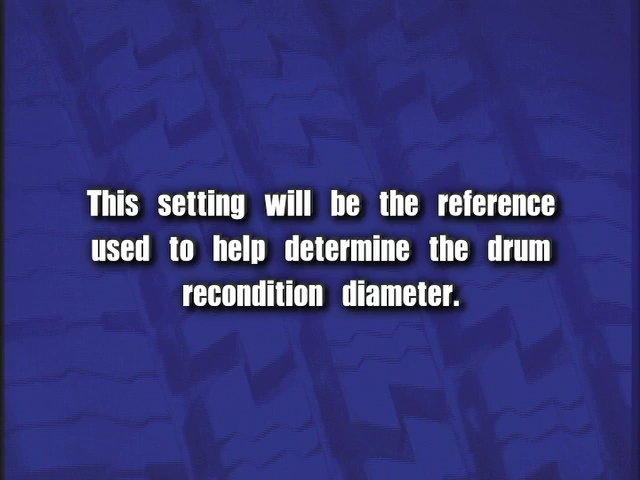 This setting will be the reference
used to help determine the drum
recondition diameter.